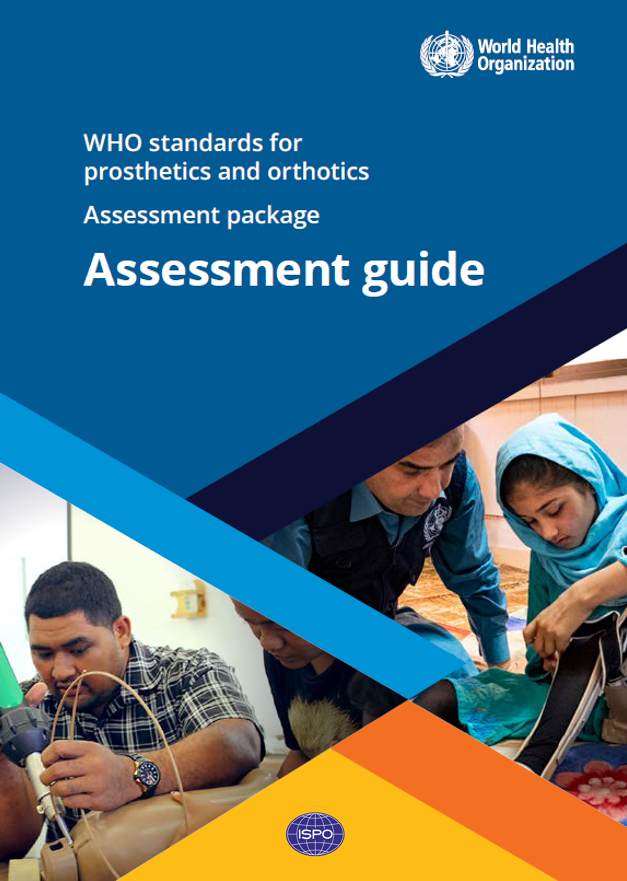 World Health
Organization
WHO standards for
prosthetics and orthotics
Assessment package
Assessment guide
ISPO